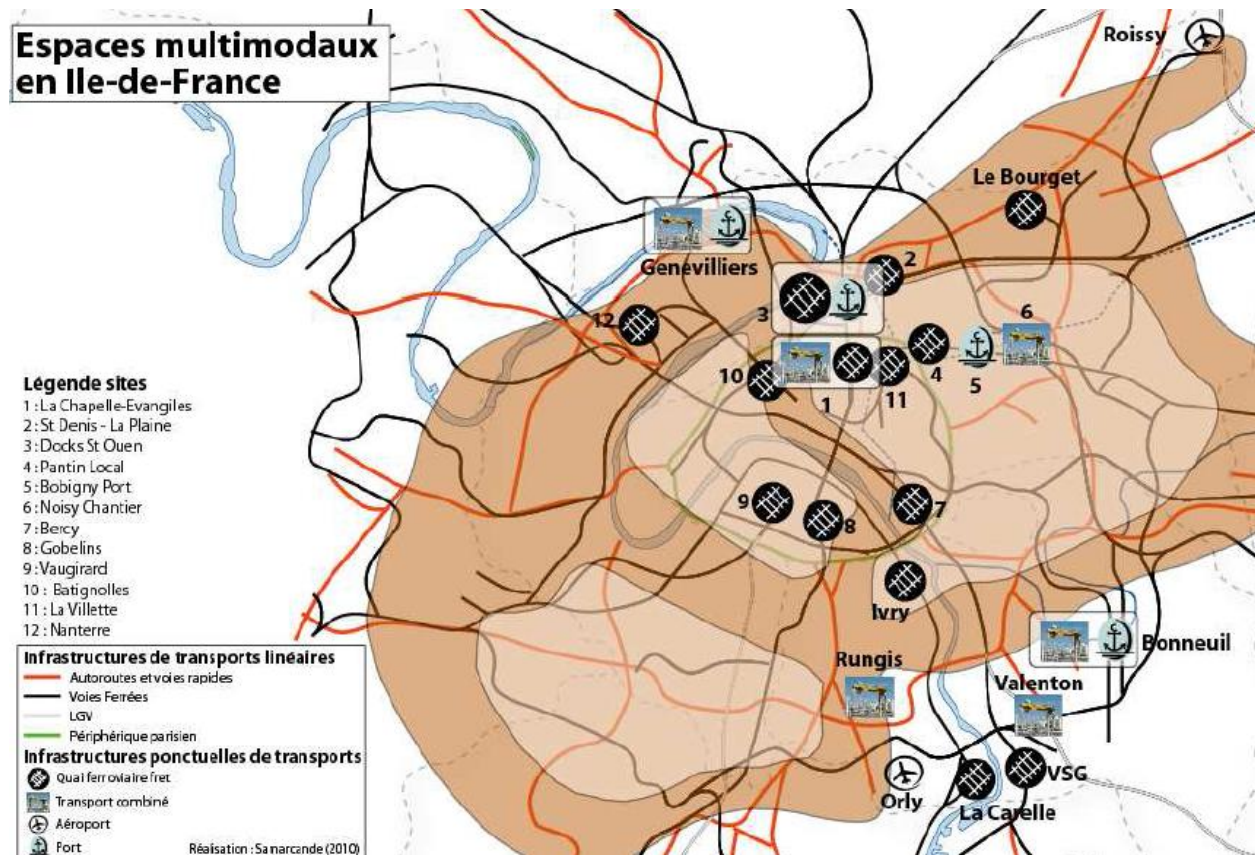 Espaces multimodaux
en Ile-de-France
Roissy
Le Bourget
Genevilliers
2
3
12
6
10
1
11
4
5
9
8
7
Ivry
Bonneuil
Rungis
Valenton
Orly
VSG
La Carelle
Légende sites
1 : La Chapelle-Evangiles
2 : St Denis - La Plaine
3 : Docks St Ouen
4 : Pantin Local
5 : Bobigny Port
6 : Noisy Chantier
7 : Bercy
8 : Gobelins
9 : Vaugirard
10 : Batignolles
11 : La Villette
12 : Nanterre
Infrastructures de transports linéaires
Autoroutes et voies rapides
Voies Ferrées
LGV
Périphérique parisien
Infrastructures ponctuelles de transports
Quai ferroviaire fret
Transport combiné
Aéroport
Port
Réalisation : Sanarcande (2010)